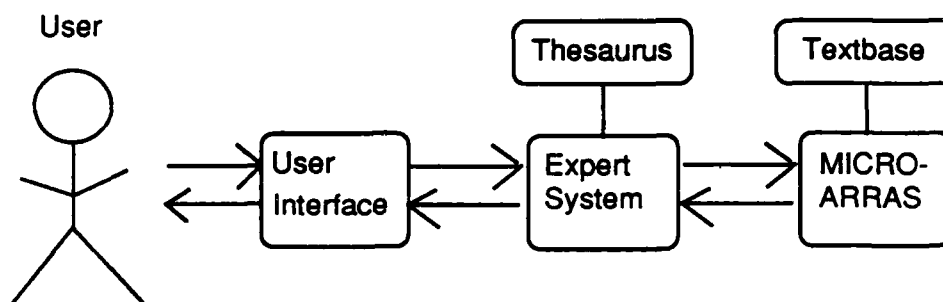 User
Thesaurus
Textbase
User
Interface
Expert
System
MICRO-
ARRAS